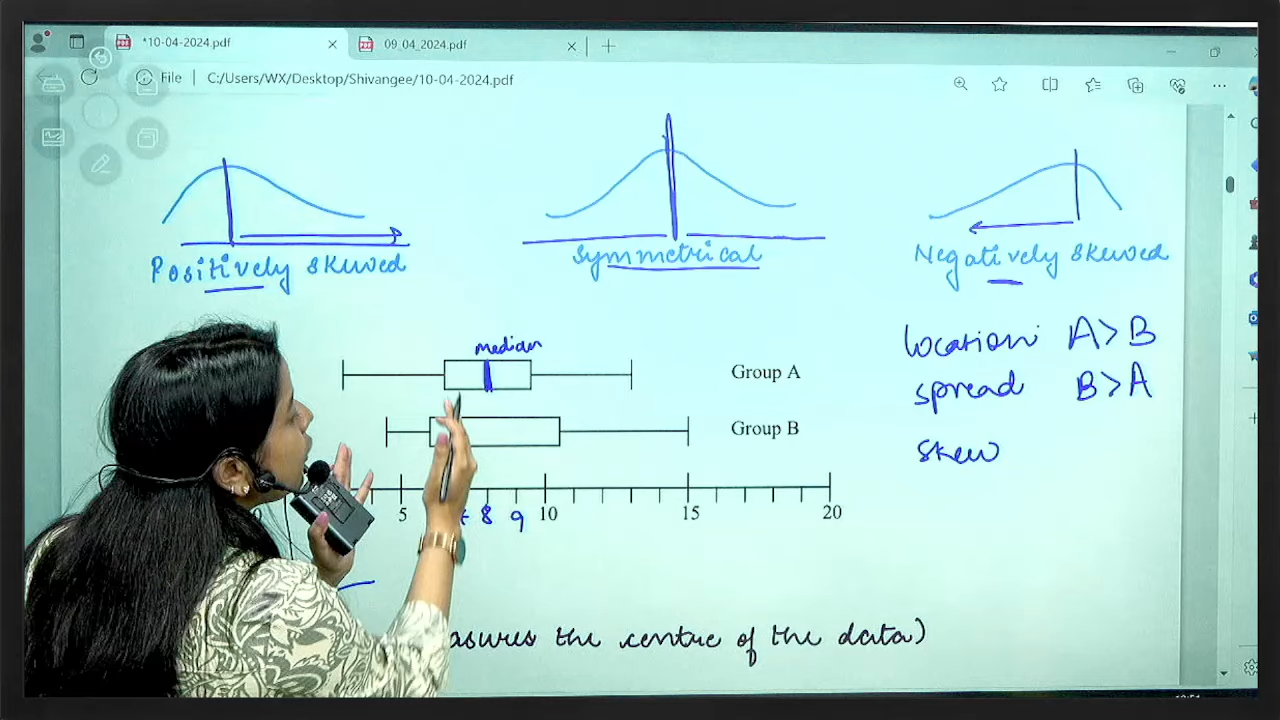 *10-04-2024.pdf
09_04_2024.pdf
File
C:/Users/WX/Desktop/Shivangee/10-04-2024.pdf
Positively skewed
Symmetrical
Negatively skewed
median
Group A
Group B
location A>B
spread B>A
skew
5 10 15 20
8 9
the centre of the data)